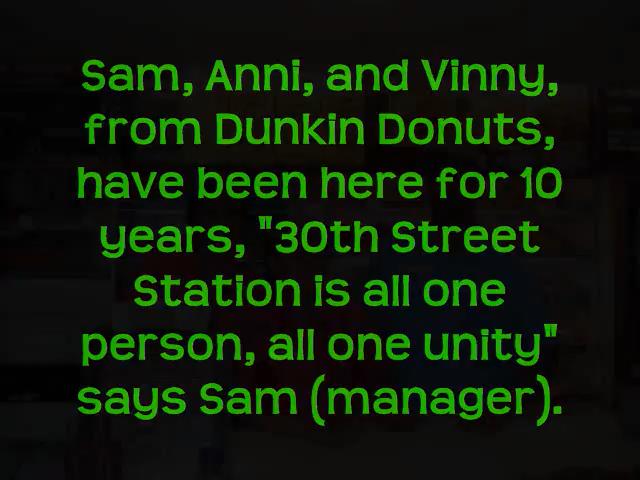 Sam, Anni, and Vinny,
from Dunkin Donuts,
have been here for 10
years, "30th Street
Station is all one
person, all one unity"
says Sam (manager).